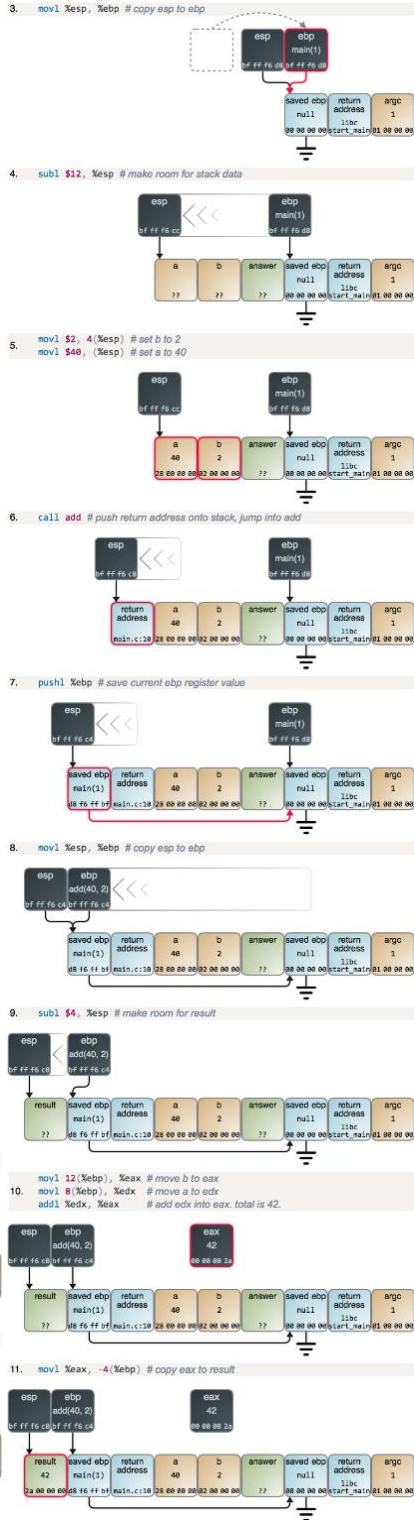 3. movl %esp, %ebp # copy esp to ebp
esp ebp
main(1)
bf ff f6 d8 bf ff f6 d8
saved ebp return address argc
null libc start_main 1
00 00 00 00 01 00 00 00
4. subl $12, %esp # make room for stack data
esp ebp
main(1)
bf ff f6 cc bf ff f6 d8
a b answer saved ebp return address argc
null libc start_main 1
?? ?? ?? 00 00 00 00 01 00 00 00
5. movl $2, 4(%esp) # set b to 2
movl $40, (%esp) # set a to 40
esp ebp
main(1)
bf ff f6 cc bf ff f6 d8
a b answer saved ebp return address argc
40 2 null libc start_main 1
28 00 00 00 02 00 00 00 ?? 00 00 00 00 01 00 00 00
6. call add # push return address onto stack, jump into add
esp ebp
main(1)
bf ff f6 c8 bf ff f6 d8
return address a b answer saved ebp return address argc
40 2 null libc start_main 1
main.c:10 28 00 00 00 02 00 00 00 ?? 00 00 00 00 01 00 00 00
7. pushl %ebp # save current ebp register value
esp ebp
main(1)
bf ff f6 c4 bf ff f6 d8
saved ebp return address a b answer saved ebp return address argc
main(1) 40 2 null libc start_main 1
d8 f6 ff bf main.c:10 28 00 00 00 02 00 00 00 ?? 00 00 00 00 01 00 00 00
8. movl %esp, %ebp # copy esp to ebp
esp ebp
add(40, 2)
bf ff f6 c4 bf ff f6 c4
saved ebp return address a b answer saved ebp return address argc
main(1) 40 2 null libc start_main 1
d8 f6 ff bf main.c:10 28 00 00 00 02 00 00 00 ?? 00 00 00 00 01 00 00 00
9. subl $4, %esp # make room for result
esp ebp
add(40, 2)
bf ff f6 c0 bf ff f6 c4
result saved ebp return address a b answer saved ebp return address argc
main(1) 40 2 null libc start_main 1
?? d8 f6 ff bf main.c:10 28 00 00 00 02 00 00 00 ?? 00 00 00 00 01 00 00 00
movl 12(%ebp), %eax # move b to eax
10. movl 8(%ebp), %edx # move a to edx
addl %edx, %eax # add edx into eax. total is 42.
esp ebp eax
add(40, 2) 42
bf ff f6 c0 bf ff f6 c4 00 00 00 2a
result saved ebp return address a b answer saved ebp return address argc
main(1) 40 2 null libc start_main 1
?? d8 f6 ff bf main.c:10 28 00 00 00 02 00 00 00 ?? 00 00 00 00 01 00 00 00
11. movl %eax, -4(%ebp) # copy eax to result
esp ebp eax
add(40, 2) 42
bf ff f6 c0 bf ff f6 c4 00 00 00 2a
result saved ebp return address a b answer saved ebp return address argc
42 main(1) 40 2 null libc start_main 1
2a 00 00 00 d8 f6 ff bf main.c:10 28 00 00 00 02 00 00 00 ?? 00 00 00 00 01 00 00 00